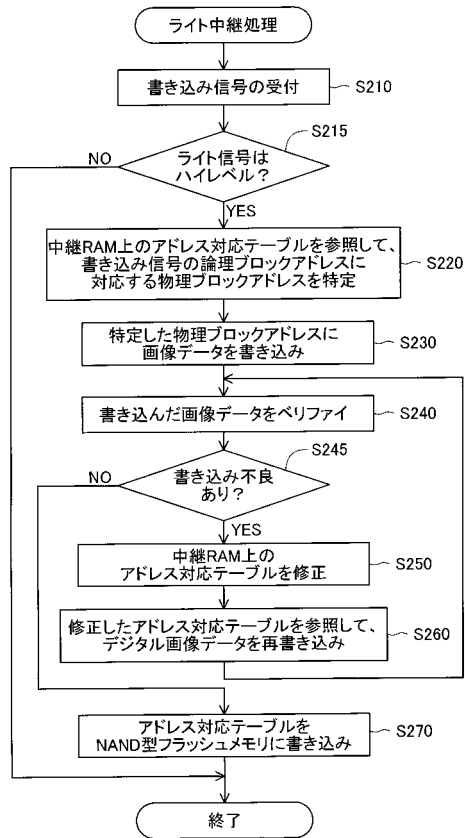 ライト中継処理
書き込み信号の受付
S210
S215
ライト信号は
ハイレベル？
NO
YES
中継RAM上のアドレス対応テーブルを参照して、
書き込み信号の論理ブロックアドレスに
対応する物理ブロックアドレスを特定
S220
特定した物理ブロックアドレスに
画像データを書き込み
S230
書き込んだ画像データをベリファイ
S240
S245
書き込み不良
あり？
NO
YES
中継RAM上の
アドレス対応テーブルを修正
S250
修正したアドレス対応テーブルを参照して、
デジタル画像データを再書き込み
S260
アドレス対応テーブルを
NAND型フラッシュメモリに書き込み
S270
終了